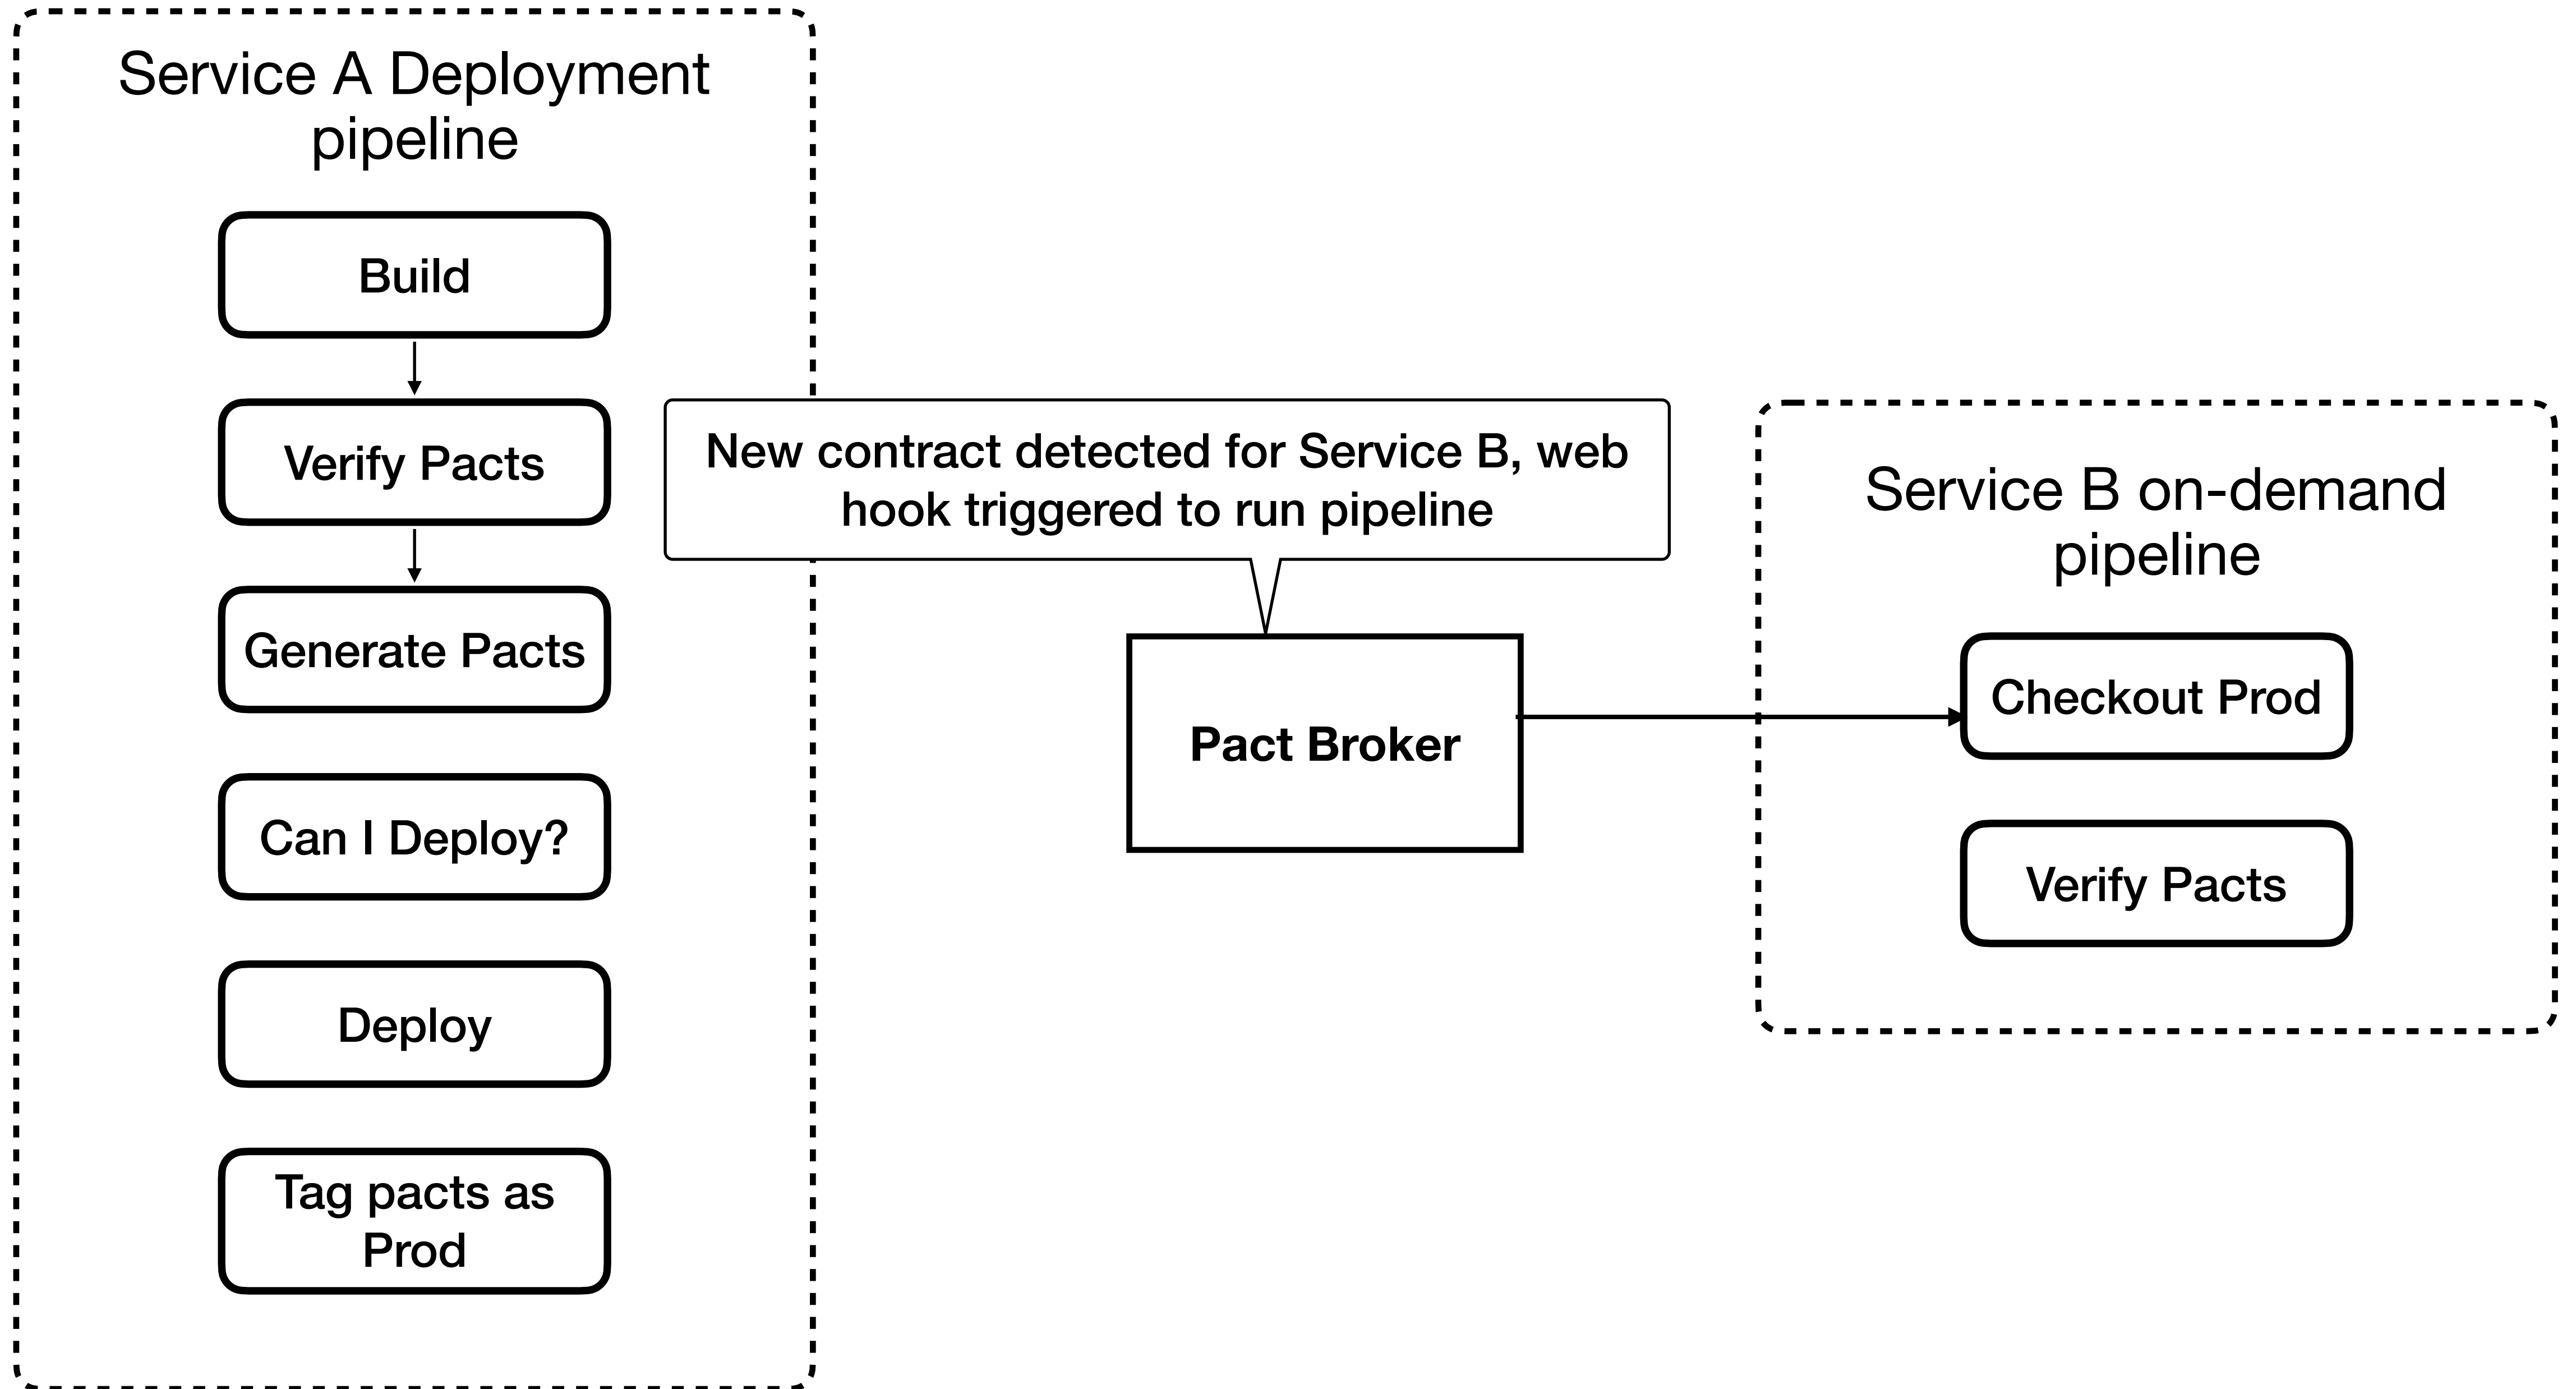 Service A Deployment
pipeline
Build
Verify Pacts
Generate Pacts
Can I Deploy?
Deploy
Tag pacts as
Prod
New contract detected for Service B, web
hook triggered to run pipeline
Pact Broker
Service B on-demand
pipeline
Checkout Prod
Verify Pacts